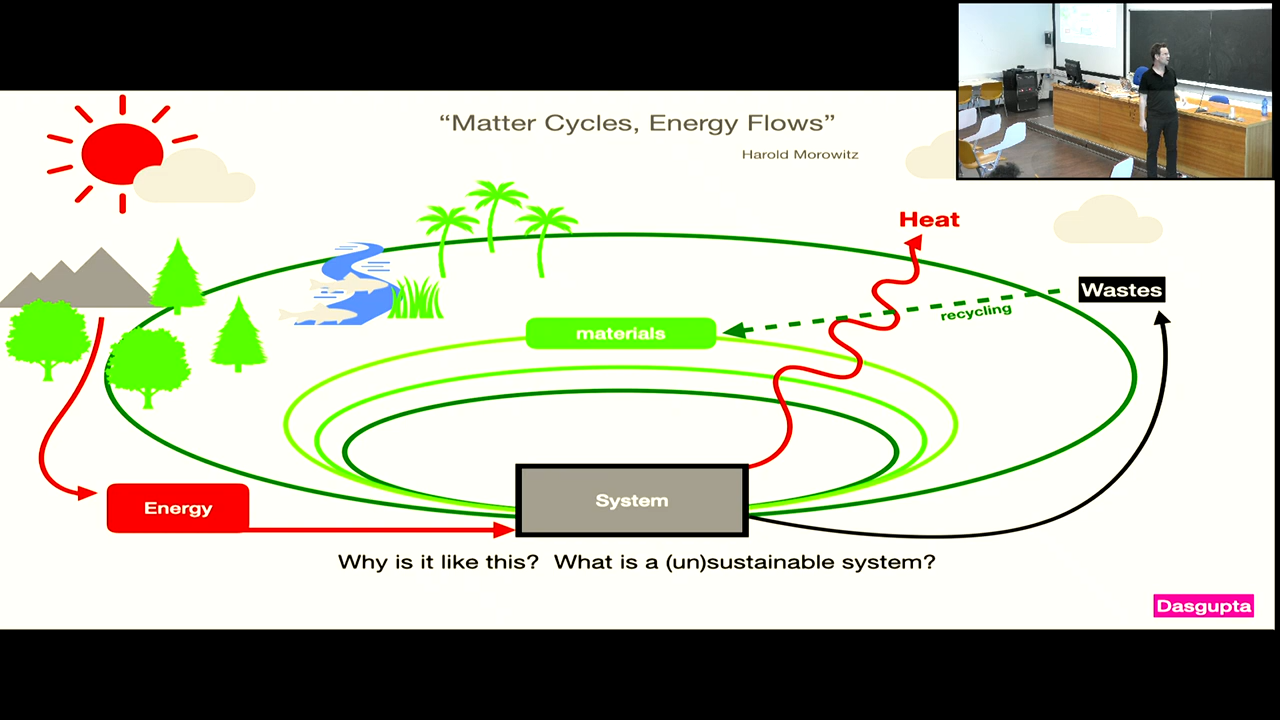 “Matter Cycles, Energy Flows”
Harold Morowitz
Heat
Wastes
recycling
materials
System
Energy
Why is it like this? What is a (un)sustainable system?
Dasgupta